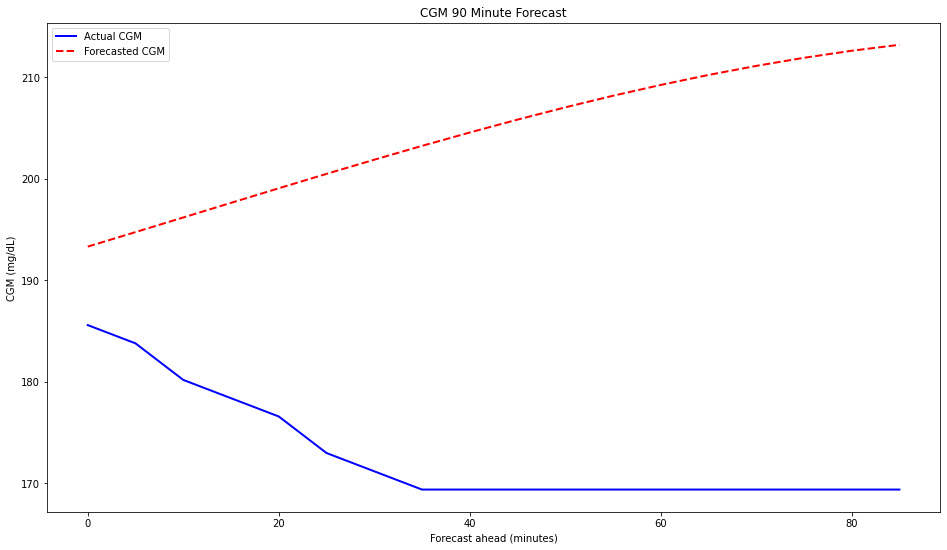 CGM 90 Minute Forecast
Actual CGM
Forecasted CGM
CGM (mg/dL)
210
200
190
180
170
0
20
40
60
80
Forecast ahead (minutes)